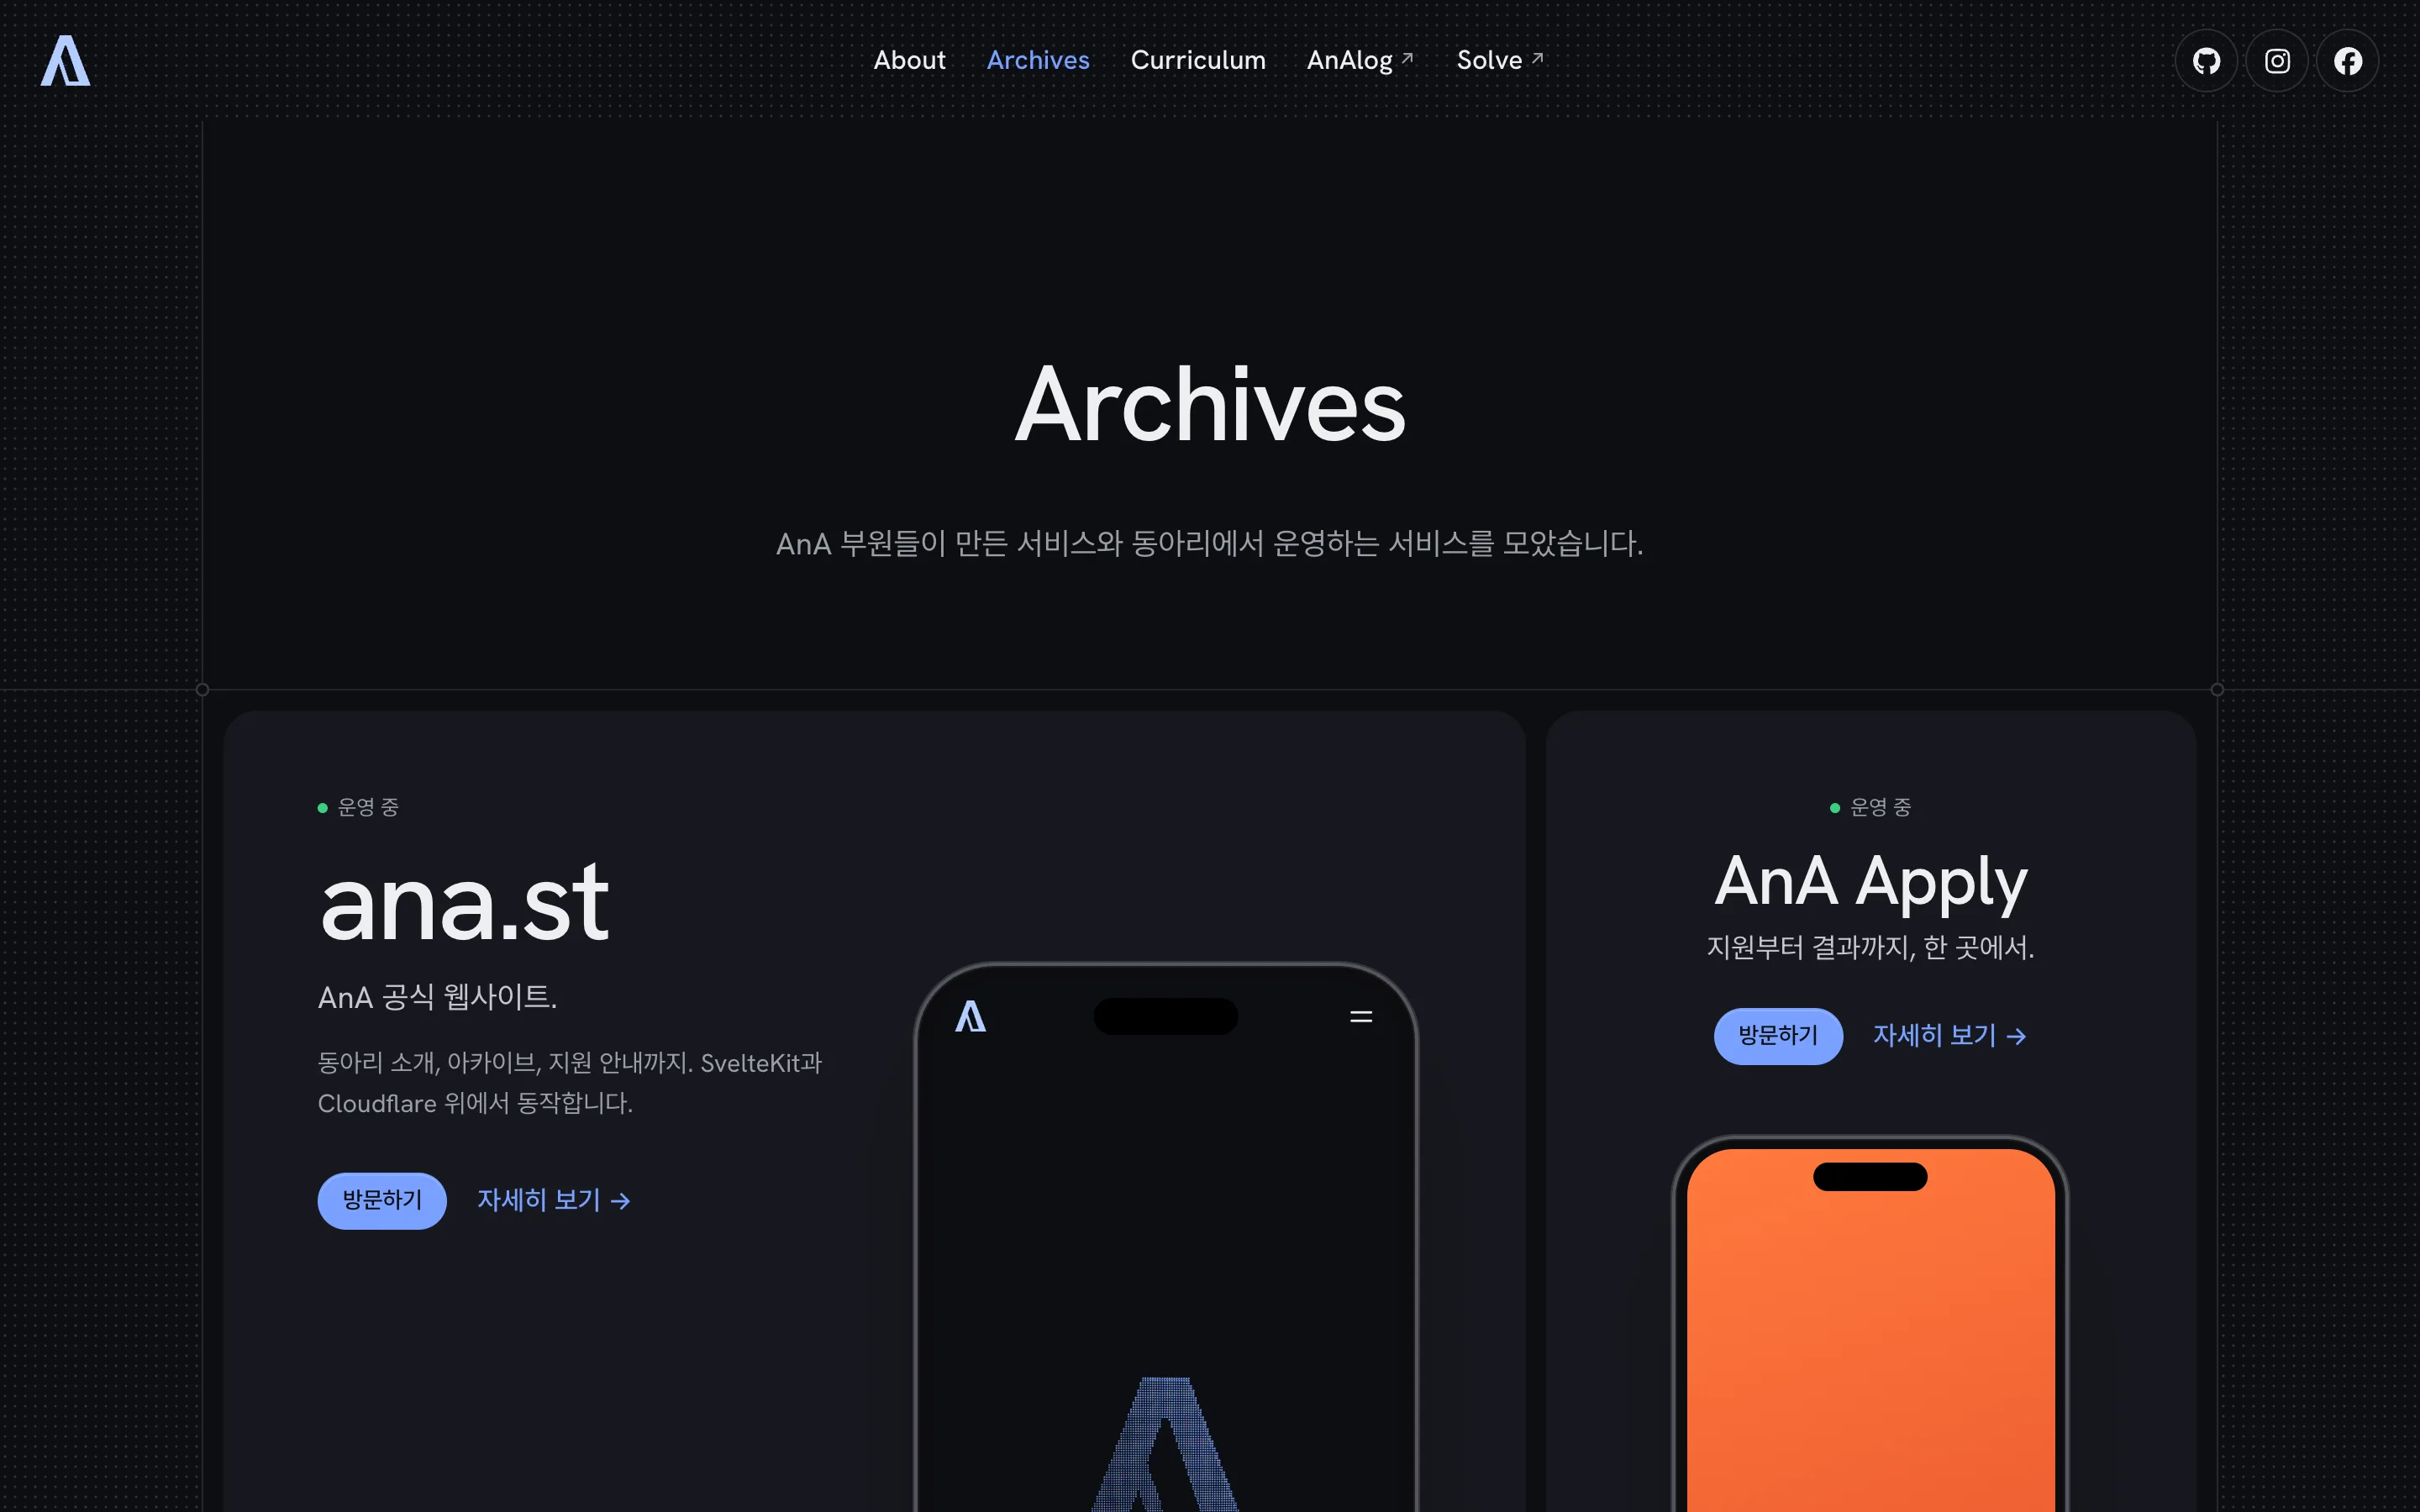 About
Archives
Curriculum
AnAlog ↗
Solve ↗
Archives
AnA 부원들이 만든 서비스와 동아리에서 운영하는 서비스를 모았습니다.
운영 중
ana.st
AnA 공식 웹사이트.
동아리 소개, 아카이브, 지원 안내까지. SvelteKit과
Cloudflare 위에서 동작합니다.
방문하기
자세히 보기 →
운영 중
AnA Apply
지원부터 결과까지, 한 곳에서.
방문하기
자세히 보기 →